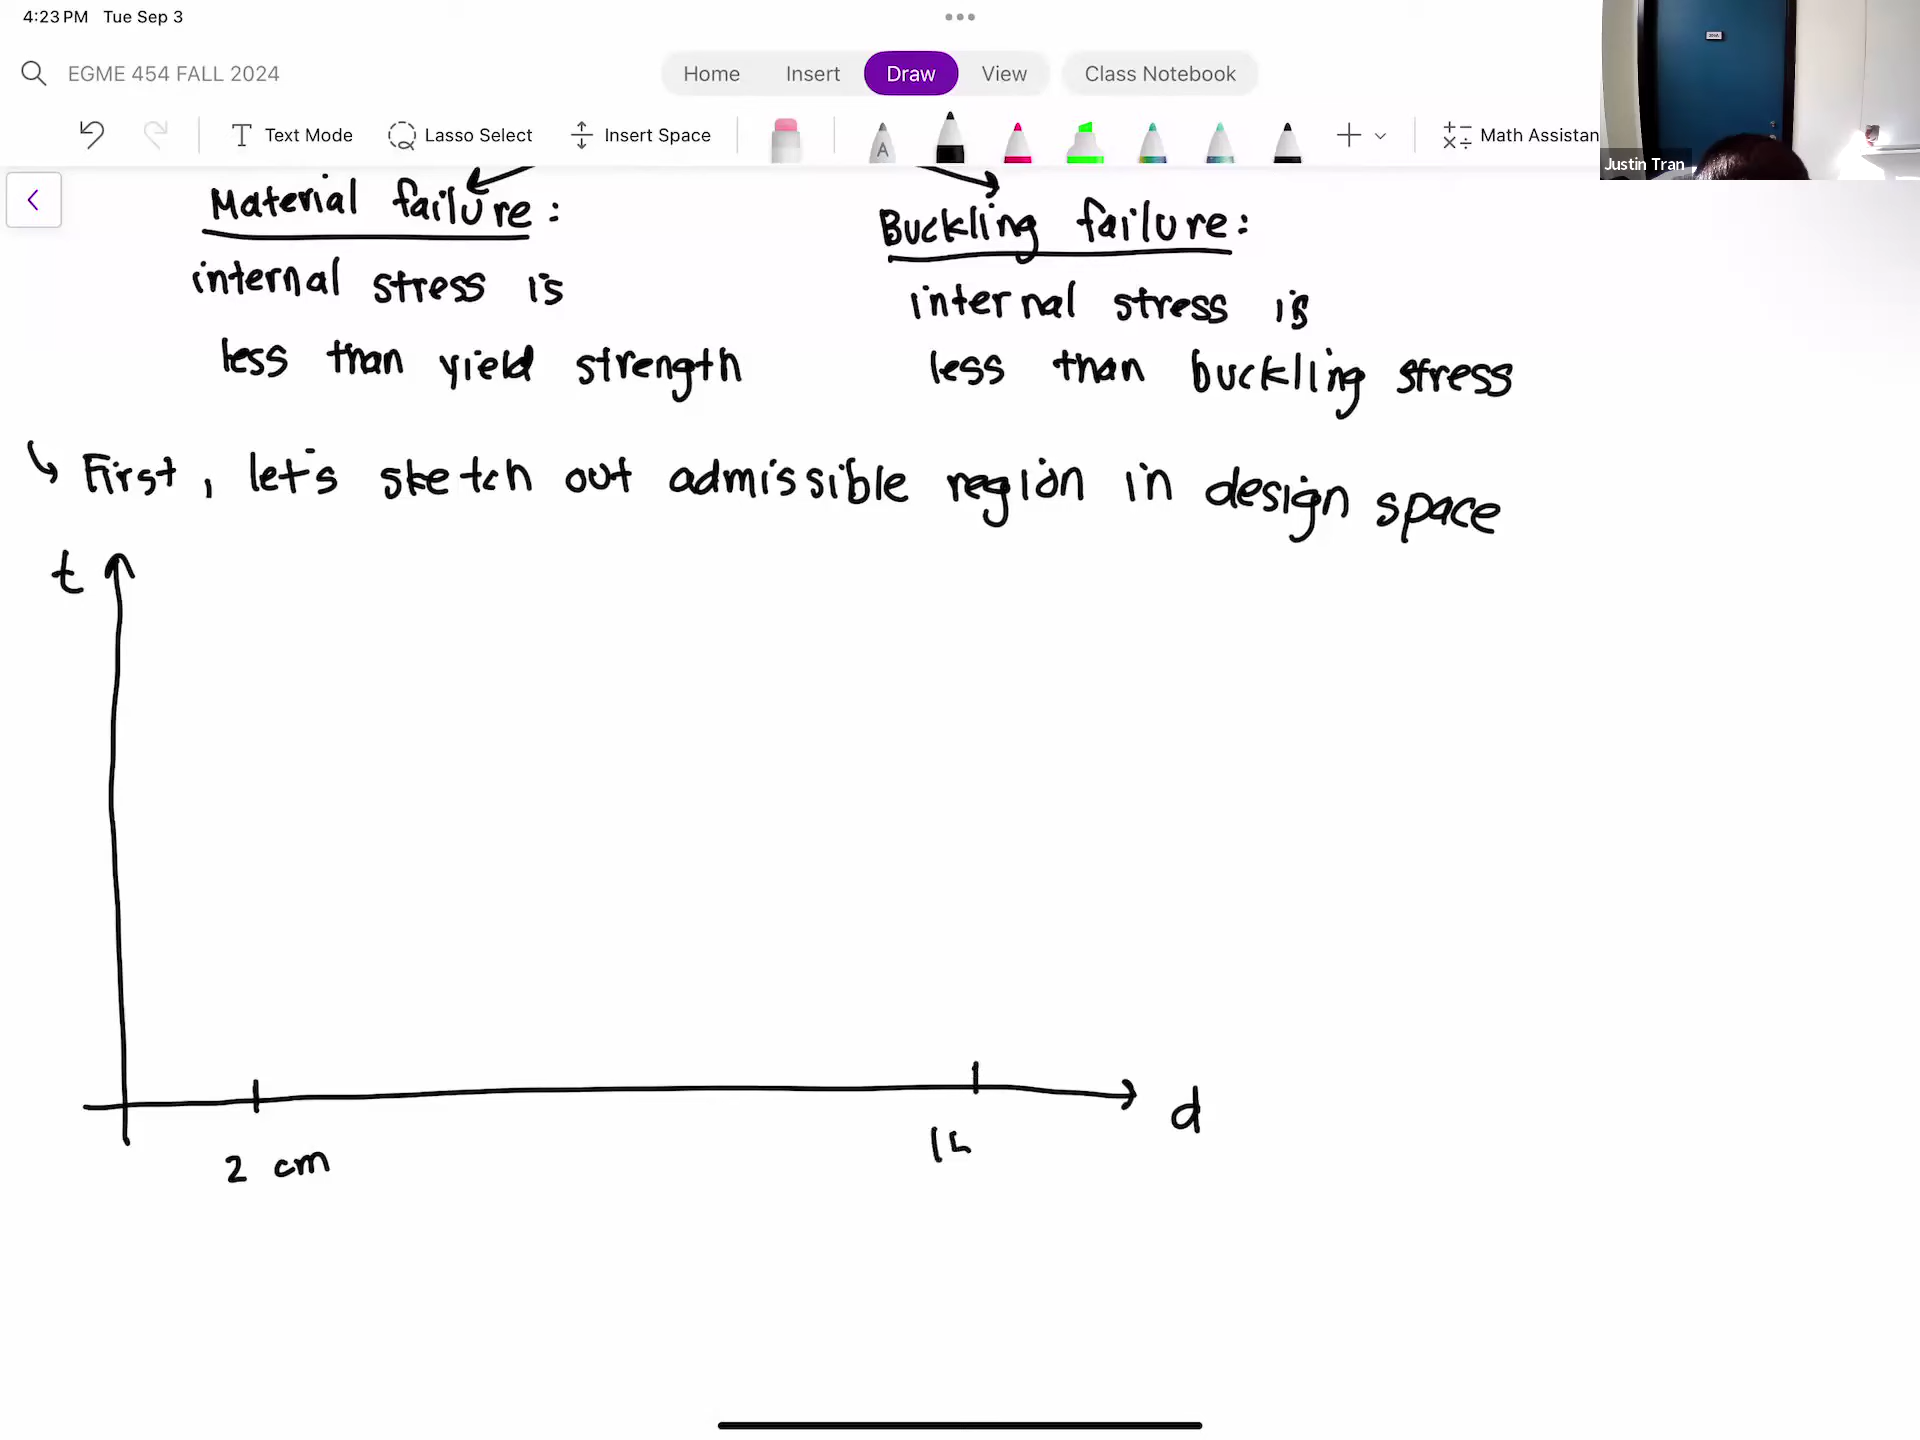 4:23 PM Tue Sep 3
EGME 454 FALL 2024
Home Insert Draw View Class Notebook
Text Mode Lasso Select Insert Space A Math Assistan
Justin Tran
Material failure:
internal stress is
less than yield strength
Buckling failure:
internal stress is
less than buckling stress
First, let's sketch out admissible region in design space
t
d
2 cm